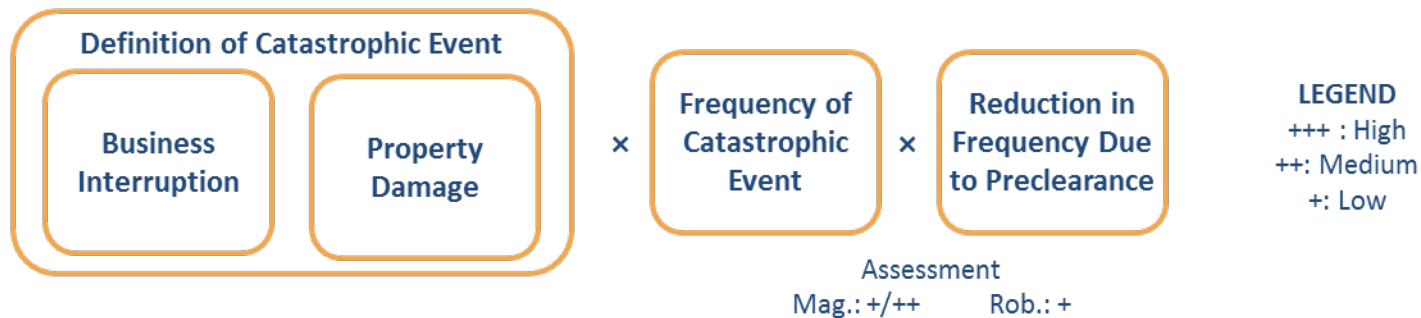 Definition of Catastrophic Event
Business
Interruption
Property
Damage
×
Frequency of
Catastrophic
Event
×
Reduction in
Frequency Due
to Preclearance
Assessment
Mag.: +/++ Rob.: +
LEGEND
+++ : High
++: Medium
+: Low